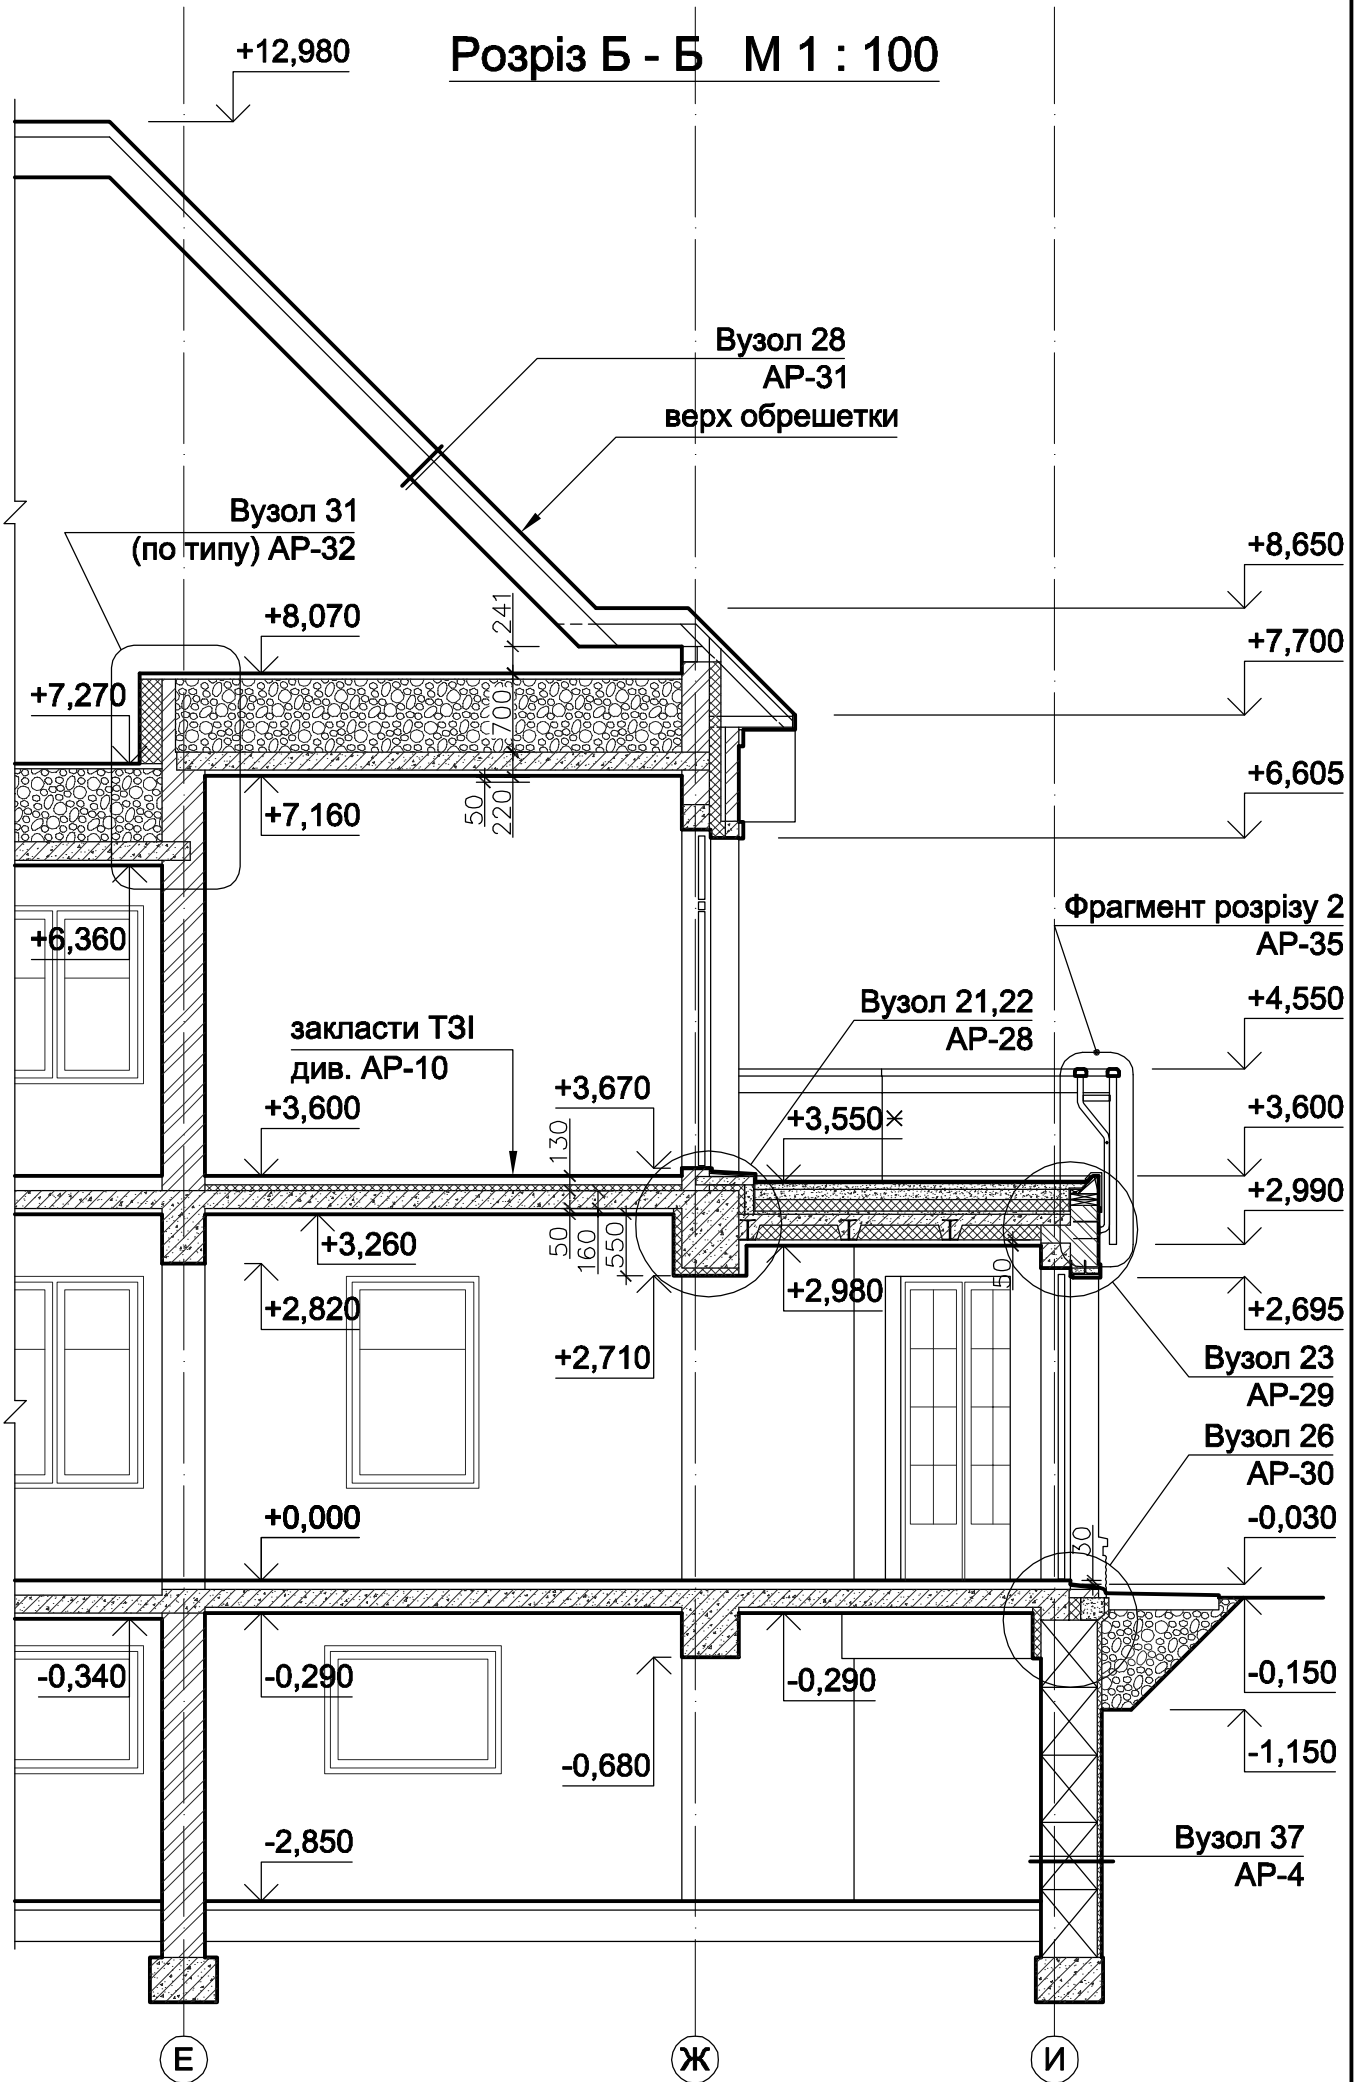 +12,980
Розріз Б - Б М 1 : 100
Вузол 28
АР-31
верх обрешетки
Вузол 31
(по типу) АР-32
+8,650
+8,070
241
+7,700
+7,270
700
+6,605
+7,160
50
220
Фрагмент розрізу 2
АР-35
+6,360
Вузол 21,22
АР-28
+4,550
закласти ТЗІ
див. АР-10
+3,670
+3,600
+3,600
+3,550
130
+2,990
+3,260
50
160
550
50
+2,980
+2,820
+2,695
+2,710
Вузол 23
АР-29
Вузол 26
АР-30
+0,000
-0,030
30
-0,340
-0,290
-0,290
-0,150
-0,680
-1,150
-2,850
Вузол 37
АР-4
Е
Ж
И